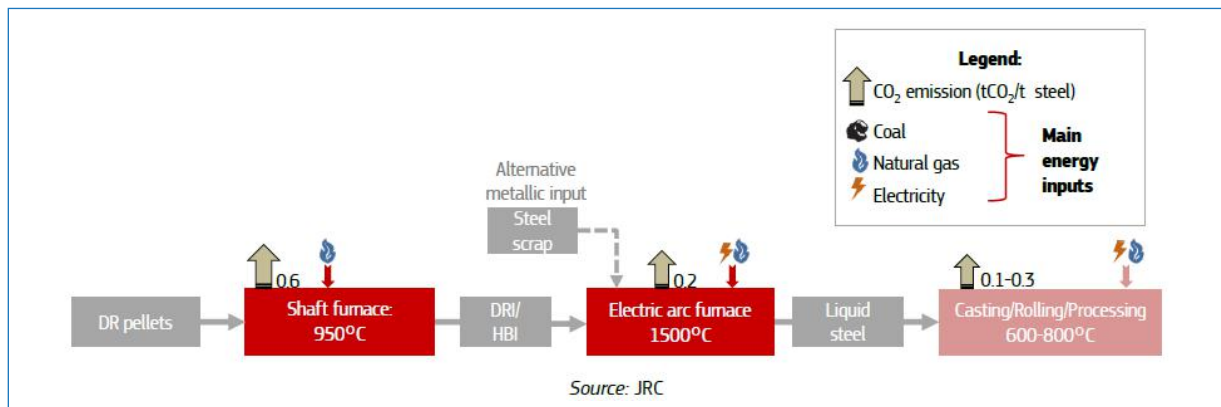 Legend:
CO₂ emission (tCO₂/t steel)
Coal
Natural gas
Electricity
Main
energy
inputs
Alternative
metallic input
Steel
scrap
0.6
0.2
0.1-0.3
DR pellets
Shaft furnace:
950°C
DRI/
HBI
Electric arc furnace
1500°C
Liquid
steel
Casting/Rolling/Processing
600-800°C
Source: JRC